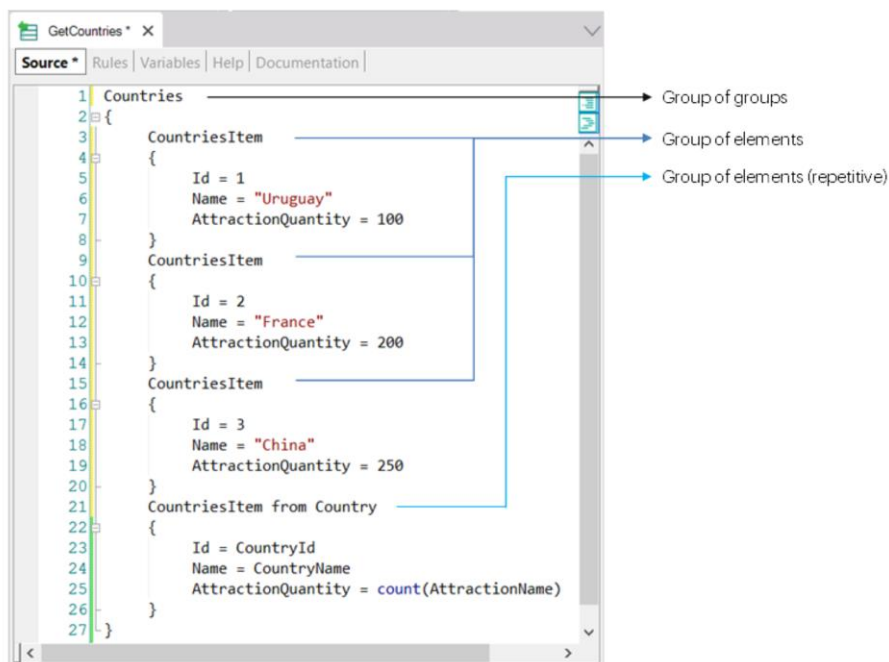 GetCountries *
Source * Rules Variables Help Documentation
1 Countries
2 {
3 CountriesItem
4 {
5 Id = 1
6 Name = "Uruguay"
7 AttractionQuantity = 100
8 }
9 CountriesItem
10 {
11 Id = 2
12 Name = "France"
13 AttractionQuantity = 200
14 }
15 CountriesItem
16 {
17 Id = 3
18 Name = "China"
19 AttractionQuantity = 250
20 }
21 CountriesItem from Country
22 {
23 Id = CountryId
24 Name = CountryName
25 AttractionQuantity = count(AttractionName)
26 }
27 }
Group of groups
Group of elements
Group of elements (repetitive)